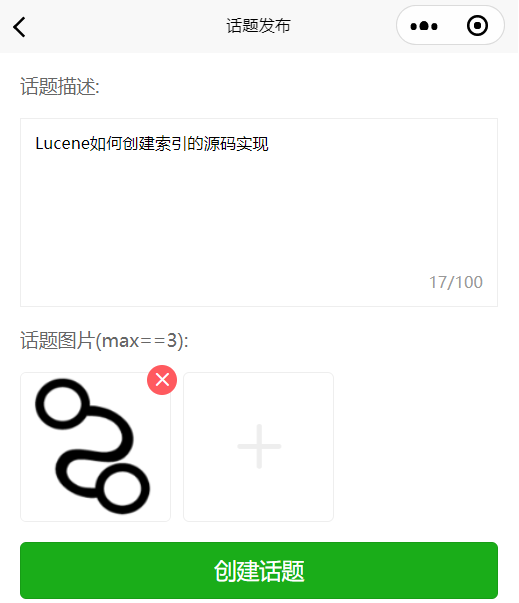 话题发布
话题描述:
Lucene如何创建索引的源码实现
17/100
话题图片(max==3):
创建话题